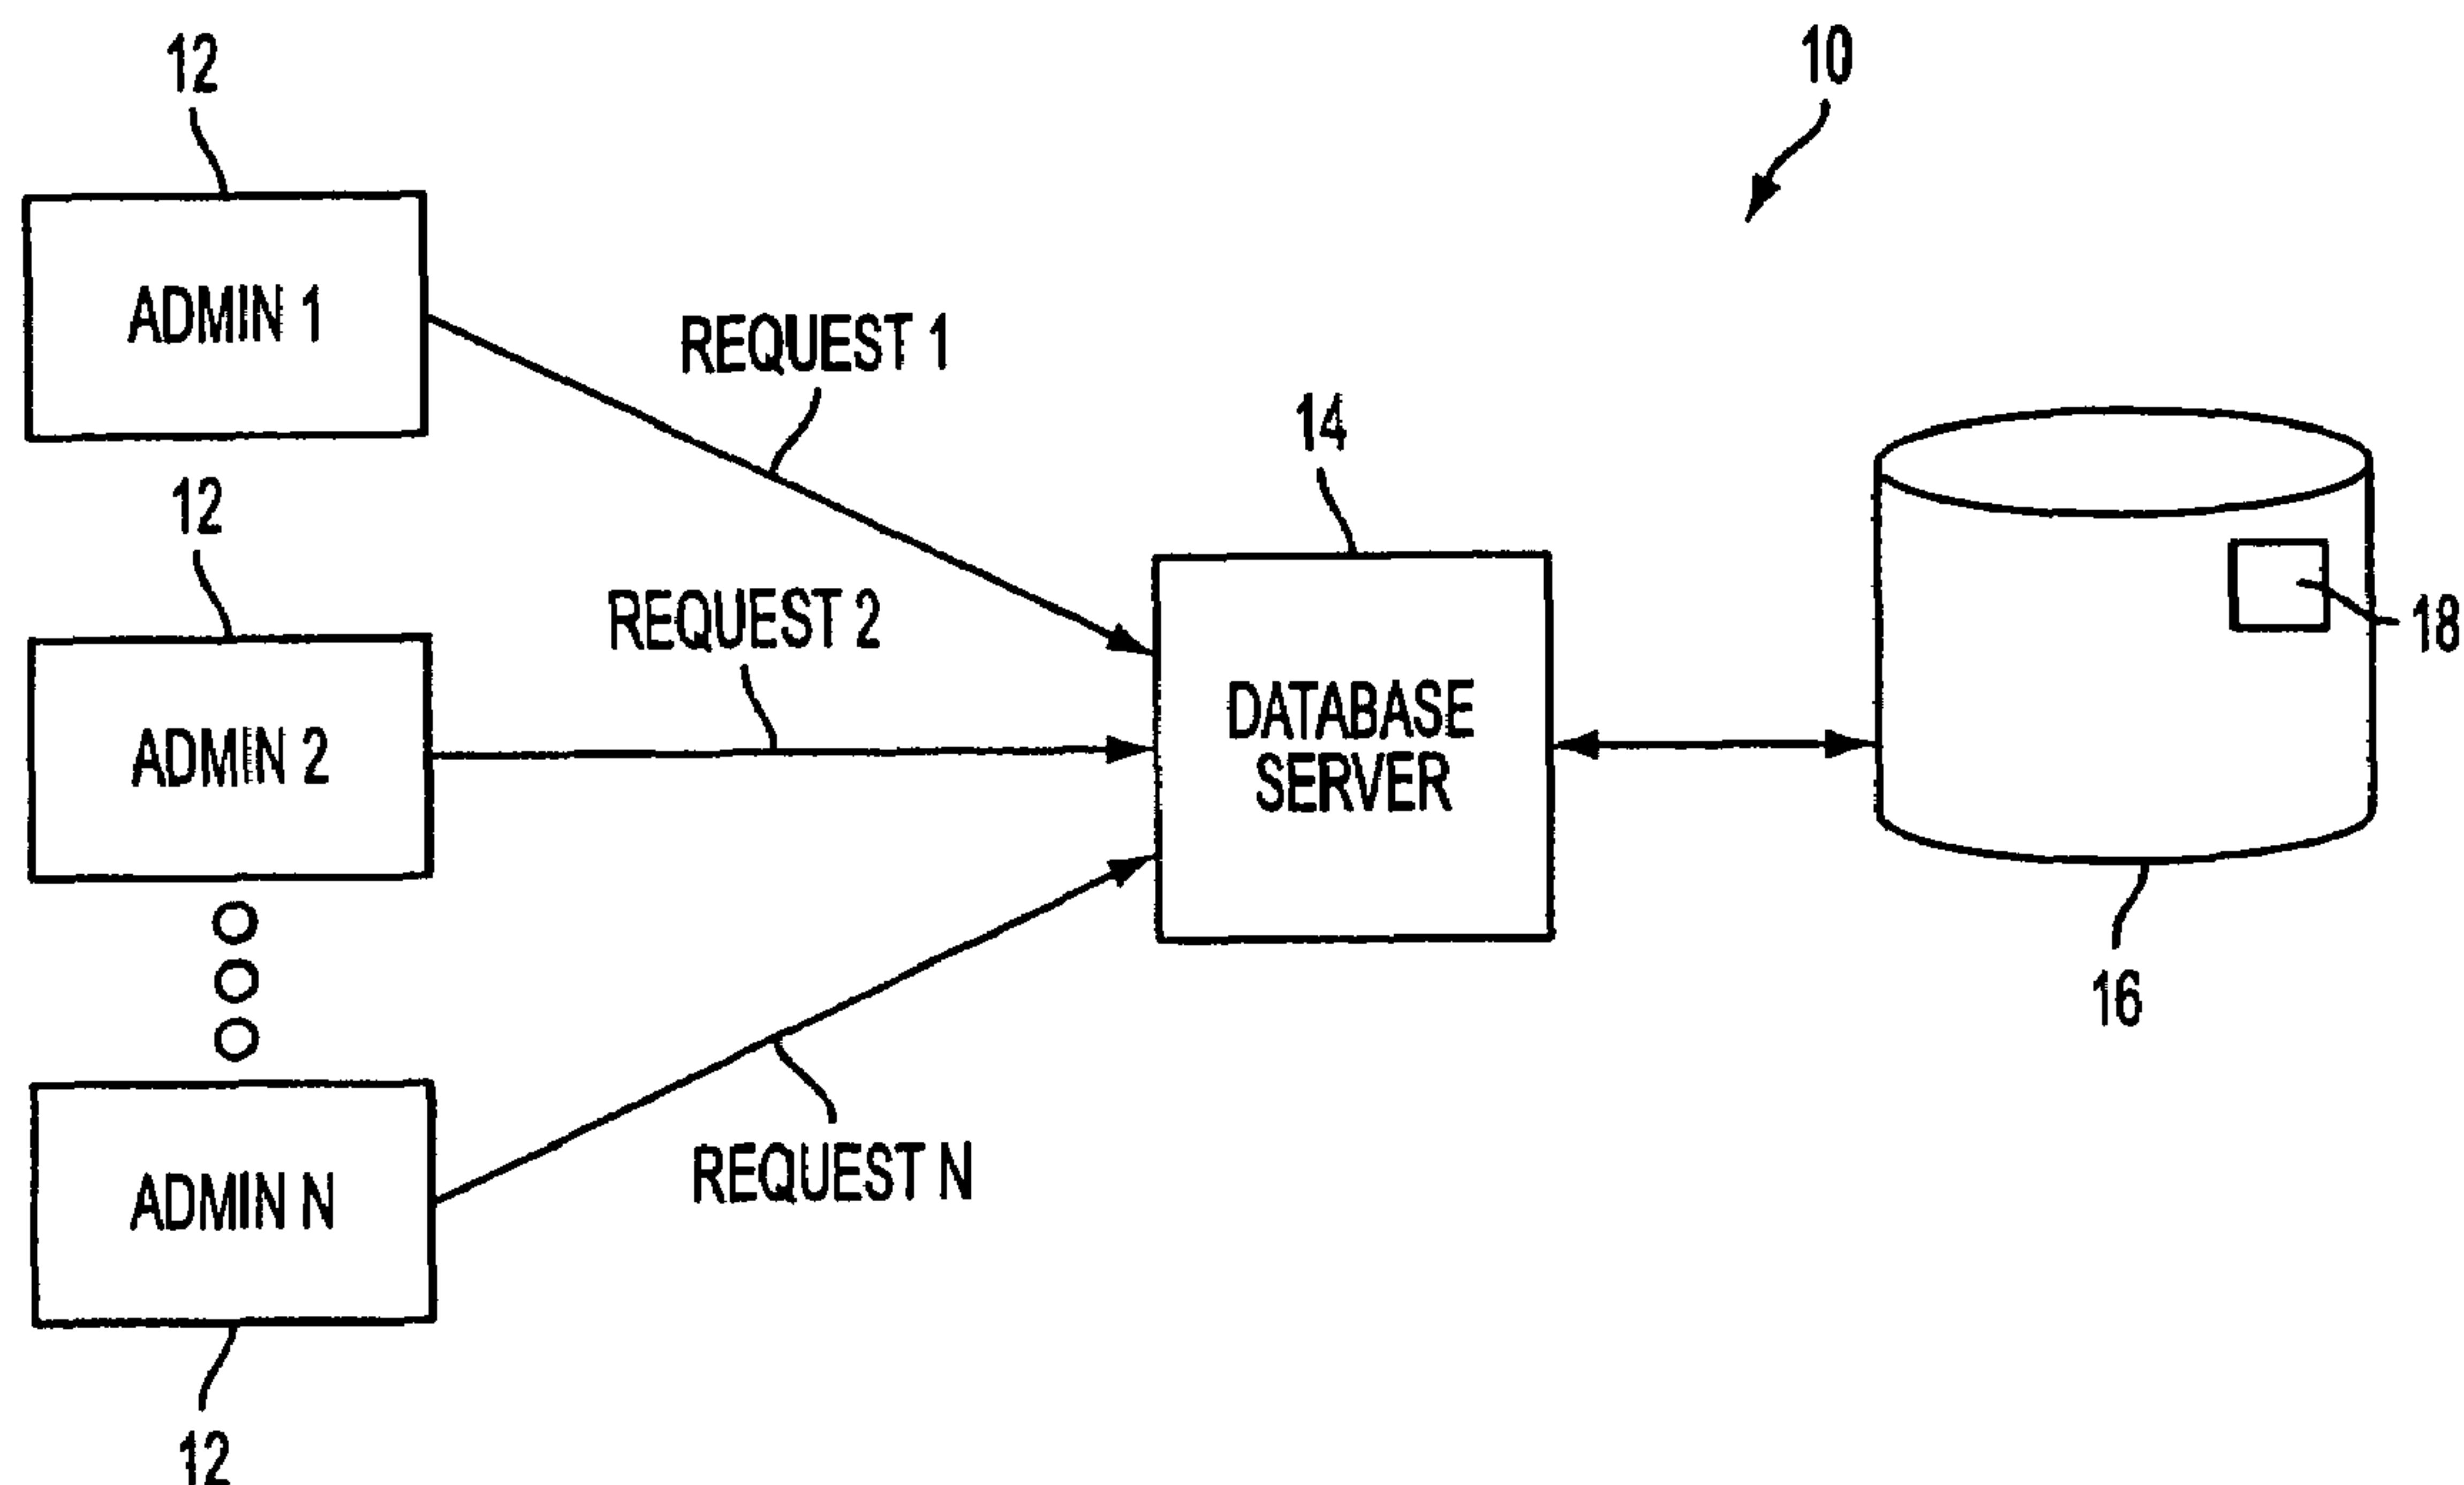 12
10
ADMIN 1
REQUEST 1
14
12
REQUEST 2
18
DATABASE
SERVER
ADMIN 2
16
REQUEST N
ADMIN N
12